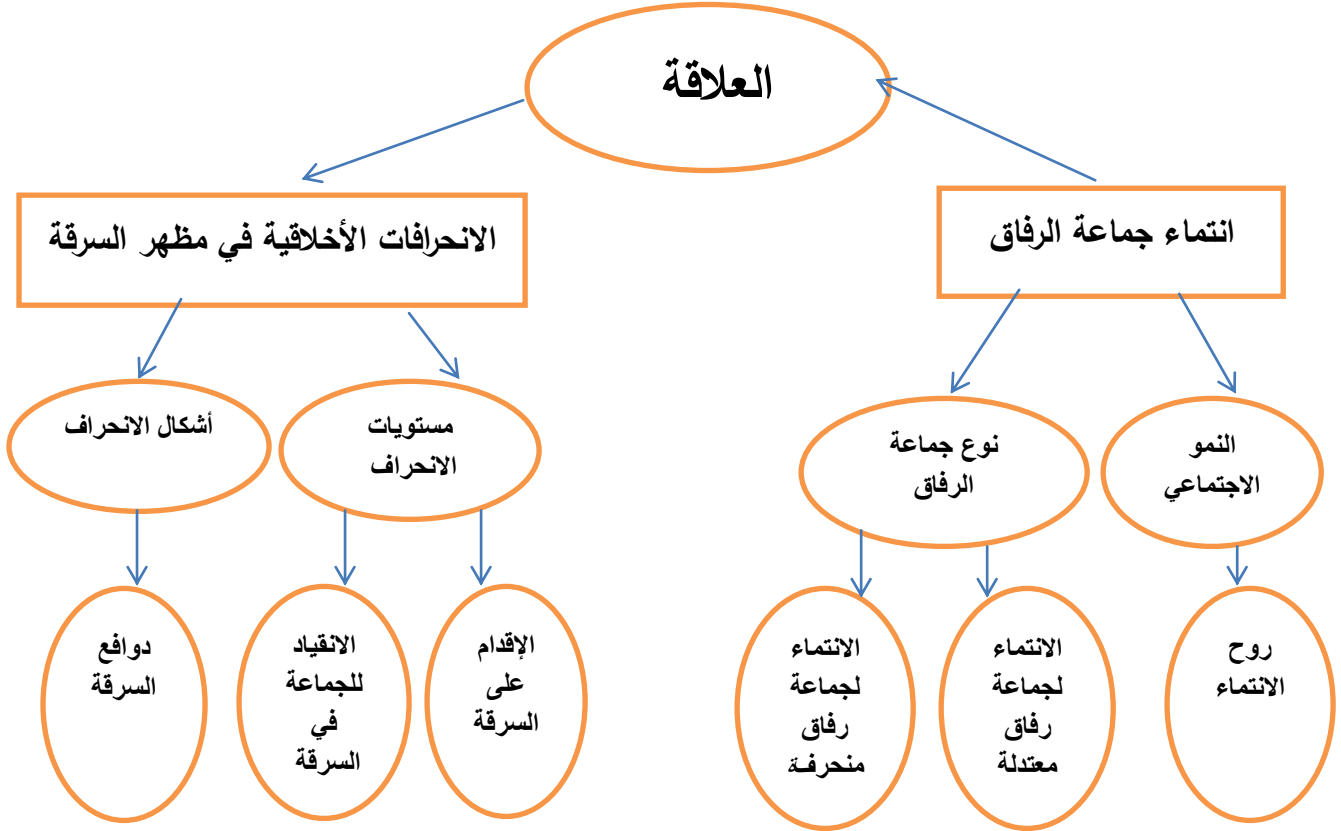 العلاقة
انتماء جماعة الرفاق
الانحرافات الأخلاقية في مظهر السرقة
النمو
الاجتماعي
نوع جماعة
الرفاق
مستويات
الانحراف
أشكال الانحراف
روح
الانتماء
الانتماء
لجماعة
رفاق
معتدلة
الانتماء
لجماعة
رفاق
منحرفة
الإقدام
على
السرقة
الانقياد
للجماعة
في
السرقة
دوافع
السرقة